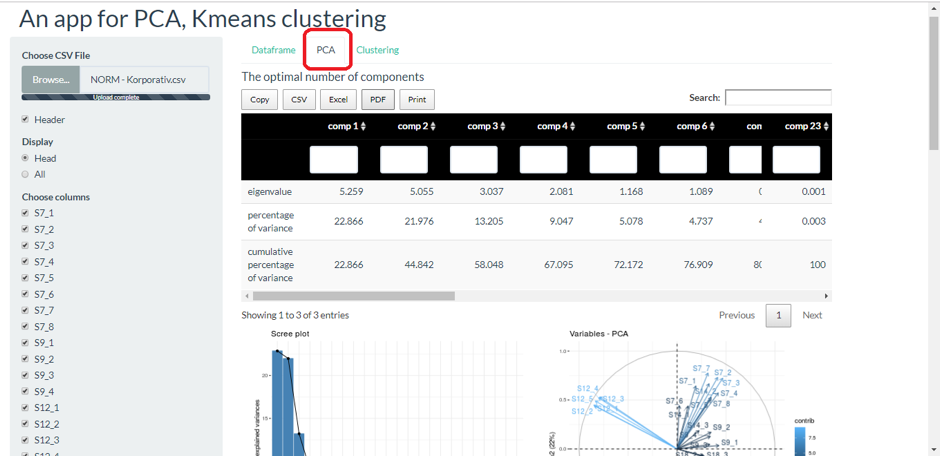 An app for PCA, Kmeans clustering
Choose CSV File
Browse... NORM - Korporativ.csv
Upload complete
Header
Display
Head
All
Choose columns
S7_1
S7_2
S7_3
S7_4
S7_5
S7_6
S7_7
S7_8
S9_1
S9_2
S9_3
S9_4
S12_1
S12_2
S12_3
S12_4
Dataframe PCA Clustering
The optimal number of components
Copy CSV Excel PDF Print Search:
comp 1 comp 2 comp 3 comp 4 comp 5 comp 6 con comp 23
eigenvalue 5.259 5.055 3.037 2.081 1.168 1.089 0.001
percentage of variance 22.866 21.976 13.205 9.047 5.078 4.737 0.003
cumulative percentage of variance 22.866 44.842 58.048 67.095 72.172 76.909 80 100
Showing 1 to 3 of 3 entries Previous 1 Next
Scree plot
20
15
explained variances
Variables - PCA
1.0
0.5
0.0
(22%)
S7_7
S7_2
S7_1
S7_3
S7_4
S7_6
S7_8
S12_4
S12_3
S12_2
S12_1
S14_3
S9_2
S9_1
contrib
7.5
5.0